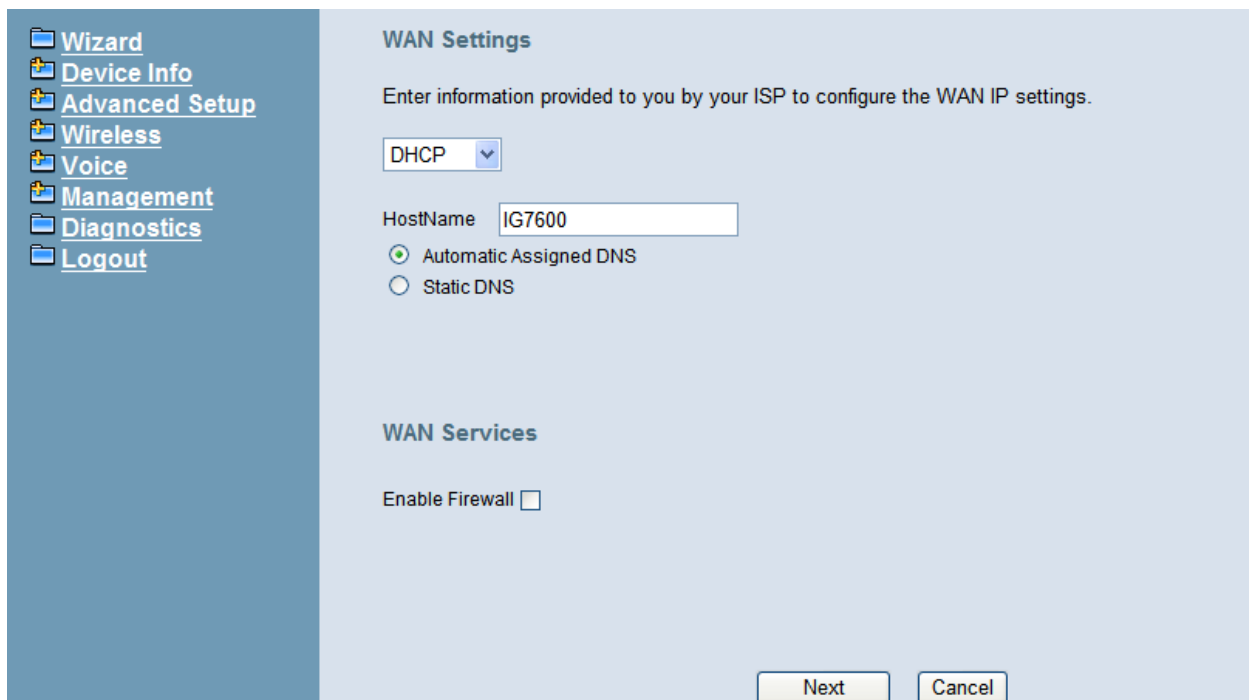 Wizard
Device Info
Advanced Setup
Wireless
Voice
Management
Diagnostics
Logout
WAN Settings
Enter information provided to you by your ISP to configure the WAN IP settings.
DHCP
HostName IG7600
Automatic Assigned DNS
Static DNS
WAN Services
Enable Firewall
Next Cancel